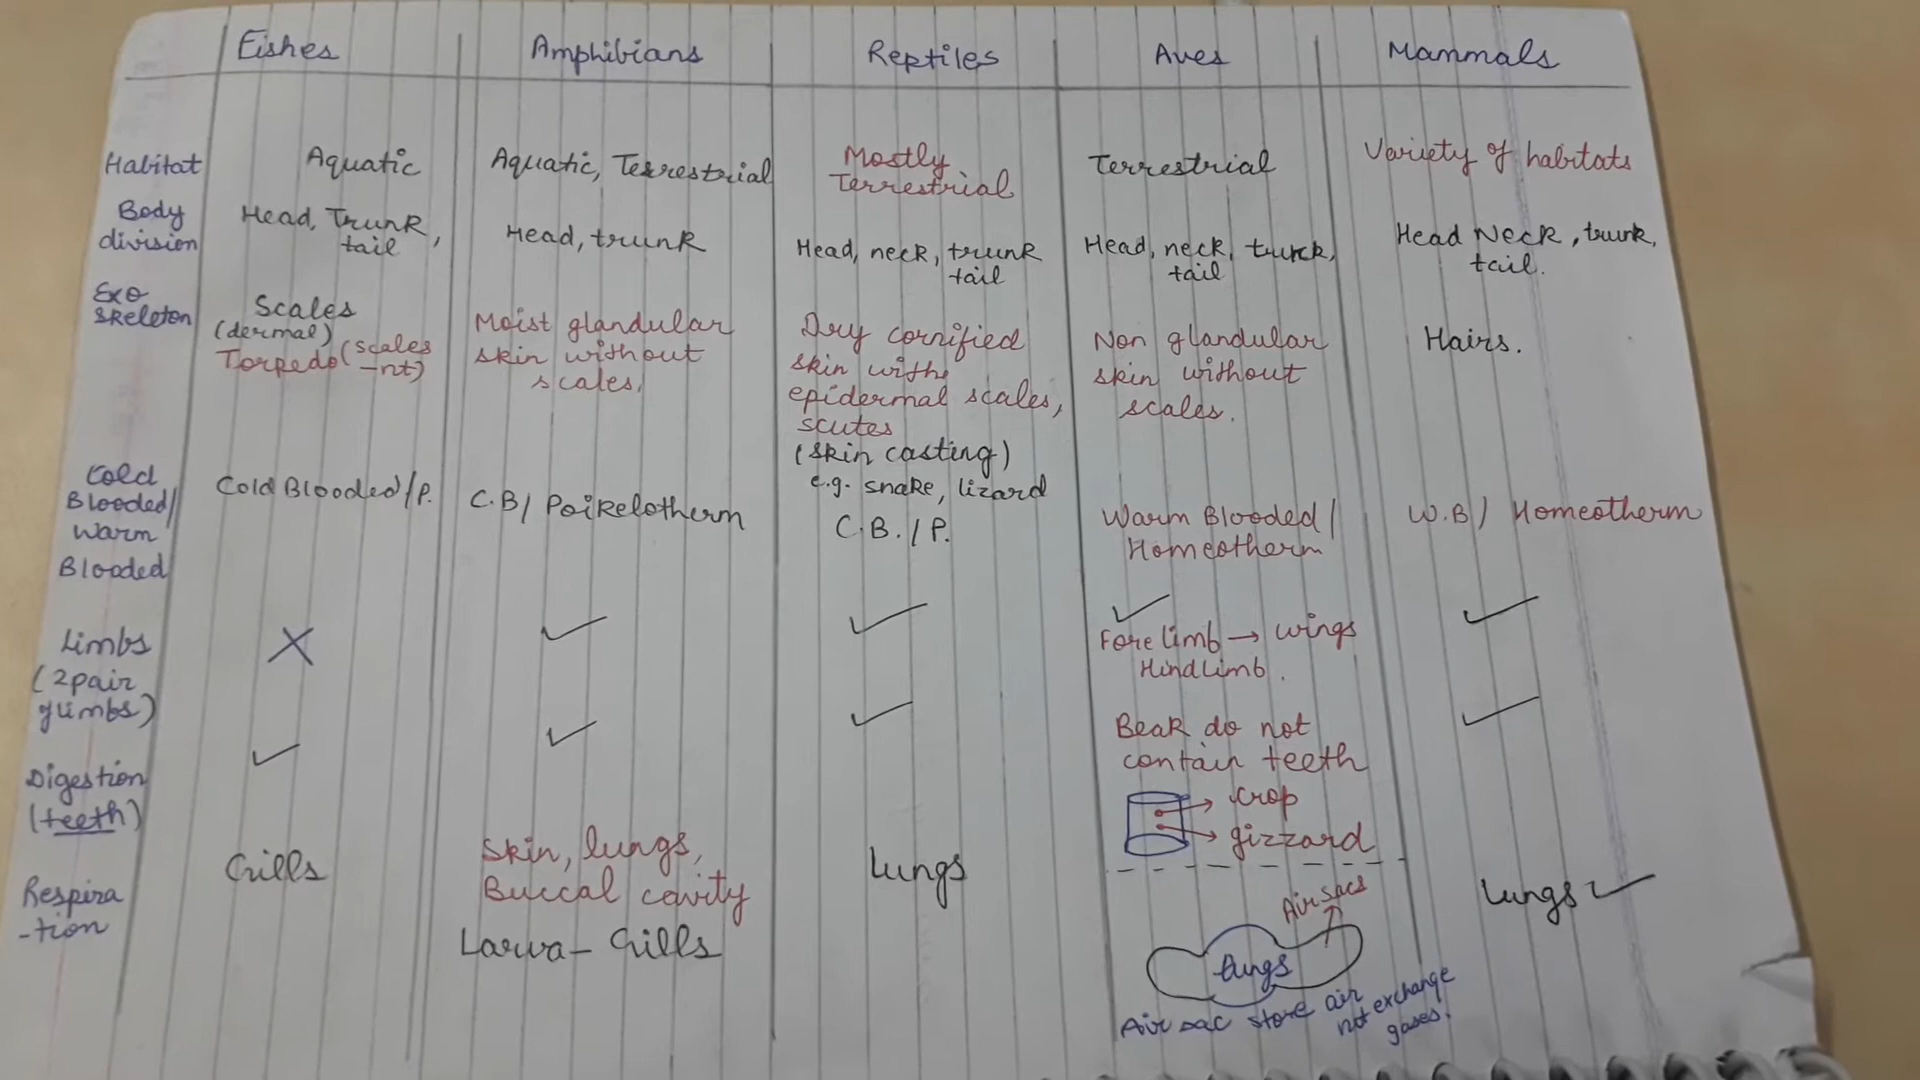 Fishes Amphibians Reptiles Aves Mammals
Habitat Aquatic Aquatic, Terrestrial Mostly Terrestrial Terrestrial Variety of habitats
Body division Head, Trunk, tail Head, trunk Head, neck, trunk tail Head, neck, turck, tail Head Neck, trunk, tail.
Exo skeleton Scales (dermal) Torpedo (scales -nt) Moist glandular skin without scales, Dry cornified skin with epidermal scales, scutes (skin casting) e.g. snake, lizard Non glandular skin without scales. Hairs.
Cold Blooded/ Warm Blooded Cold Blooded/P. C.B/ Poikelotherm C.B./P. Warm Blooded/ Homeotherm W.B/ Homeotherm
Limbs (2pair limbs) X ✓ ✓ ✓ Fore limb → wings Hind limb. ✓
Digestion (teeth) ✓ ✓ ✓ Beak do not contain teeth → crop → gizzard ✓
Respira -tion Gills Skin, lungs, Buccal cavity Larva - Gills Lungs Air sacs lungs Air sac store air not exchange gases. Lungs ✓